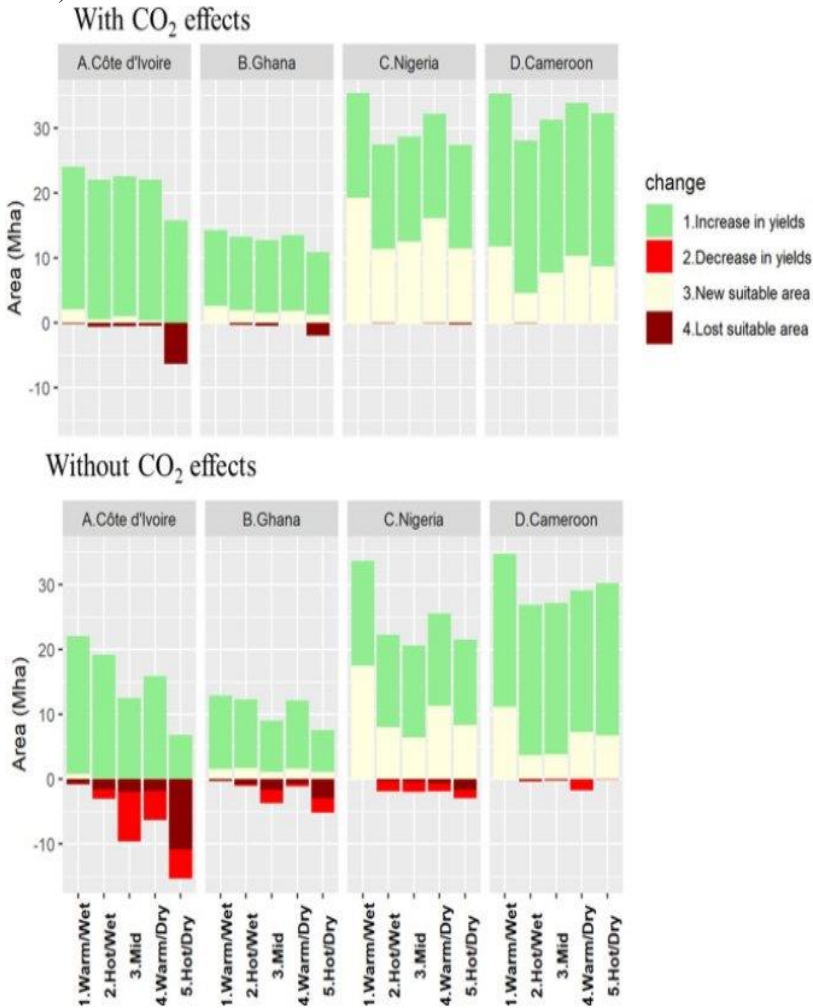 )
With CO₂ effects
A.Côte d'Ivoire
B.Ghana
C.Nigeria
D.Cameroon
30
20
10
0
-10
Area (Mha)
change
1.Increase in yields
2.Decrease in yields
3.New suitable area
4.Lost suitable area
Without CO₂ effects
A.Côte d'Ivoire
B.Ghana
C.Nigeria
D.Cameroon
30
20
10
0
-10
Area (Mha)
1.Warm/Wet
2.Hot/Wet
3.Mid
4.Warm/Dry
5.Hot/Dry
1.Warm/Wet
2.Hot/Wet
3.Mid
4.Warm/Dry
5.Hot/Dry
1.Warm/Wet
2.Hot/Wet
3.Mid
4.Warm/Dry
5.Hot/Dry
1.Warm/Wet
2.Hot/Wet
3.Mid
4.Warm/Dry
5.Hot/Dry